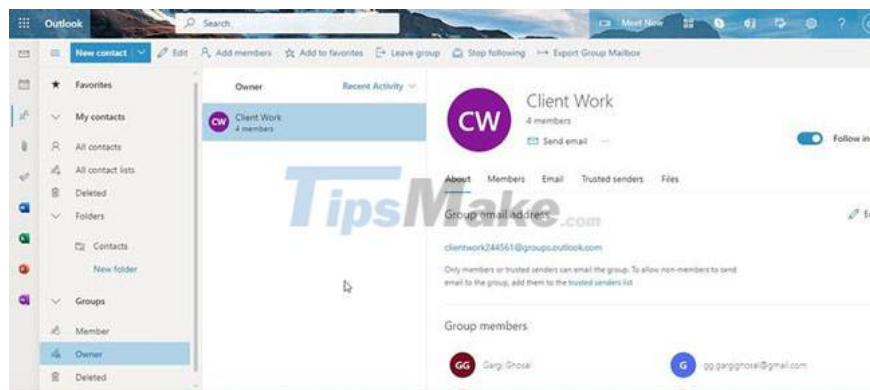 Outlook
Search
Meet Now
New contact
Edit
Add members
Add to favorites
Leave group
Stop following
Export Group Mailbox
Favorites
My contacts
All contacts
All contact lists
Deleted
Folders
Contacts
New folder
Groups
Member
Owner
Deleted
Owner
Recent Activity
CW
Client Work
4 members
CW
Client Work
4 members
Send email
Follow in
About
Members
Email
Trusted senders
Files
Group email address
clientwork244561@groups.outlook.com
Only members or trusted senders can email the group. To allow non-members to send
email to the group, add them to the trusted senders list
Group members
GG
Gargi Ghosal
G
gg.gargighosal@gmail.com
TipsMake.com